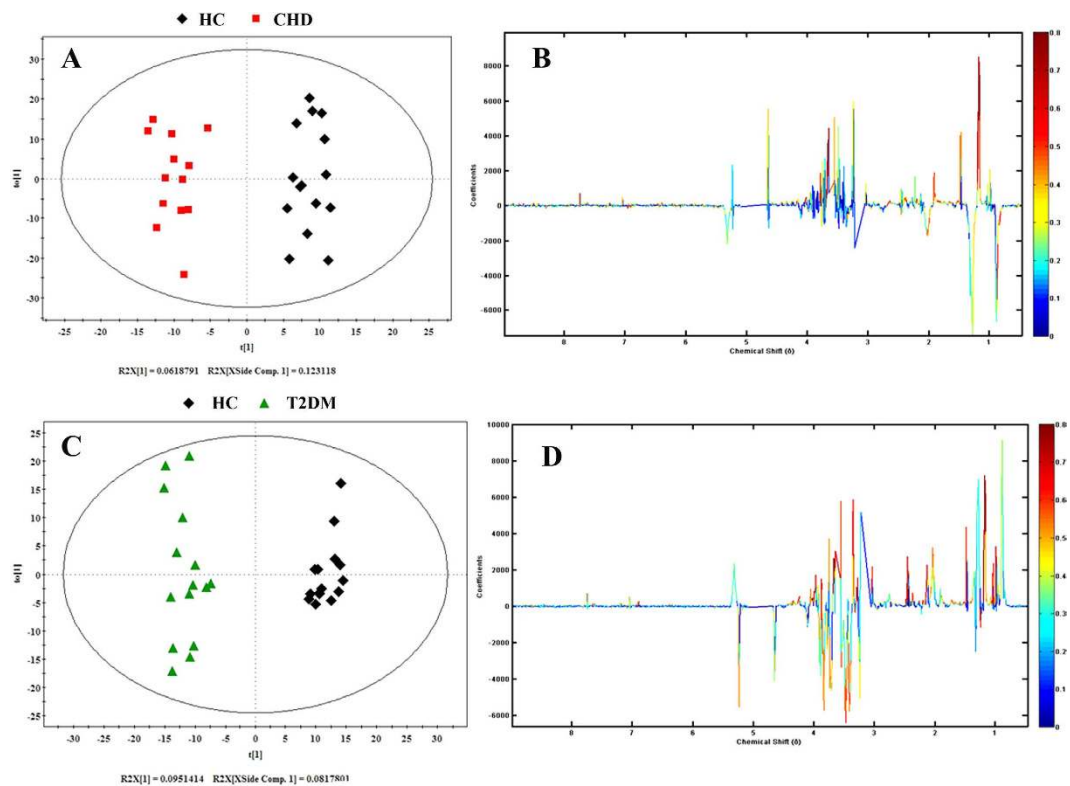 HC CHD
A
30
20
10
0
-10
-20
-30
to[1]
-25 -20 -15 -10 -5 0 5 10 15 20 25
t[1]
R2X[1] = 0.0618791 R2X[XSide Comp. 1] = 0.123118
B
8000
6000
4000
2000
0
-2000
-4000
-6000
Coefficients
8 7 6 5 4 3 2 1
Chemical Shift (δ)
0.8
0.7
0.6
0.5
0.4
0.3
0.2
0.1
0
HC T2DM
C
25
20
15
10
5
0
-5
-10
-15
-20
-25
to[1]
-30 -25 -20 -15 -10 -5 0 5 10 15 20 25 30
t[1]
R2X[1] = 0.0951414 R2X[XSide Comp. 1] = 0.0817801
D
10000
8000
6000
4000
2000
0
-2000
-4000
-6000
Coefficients
9 8 7 6 5 4 3 2 1
Chemical Shift (δ)
0.8
0.7
0.6
0.5
0.4
0.3
0.2
0.1
0